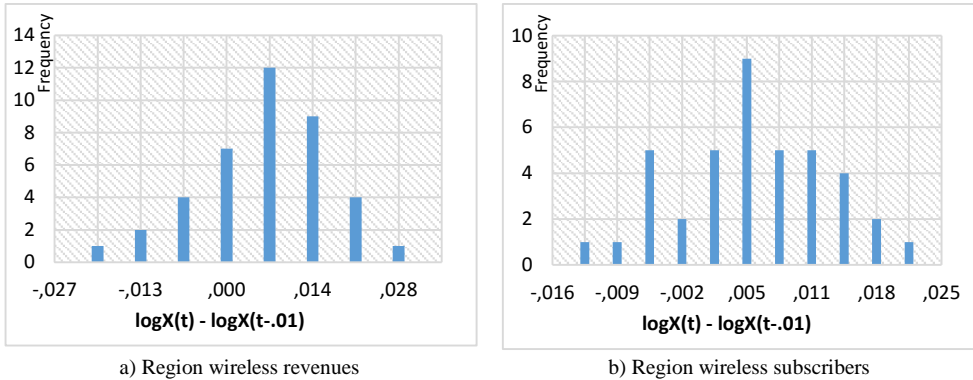 Frequency
14
12
10
8
6
4
2
0
-,027 -,013 ,000 ,014 ,028
logX(t) - logX(t-.01)
a) Region wireless revenues
Frequency
10
8
6
4
2
0
-,016 -,009 -,002 ,005 ,011 ,018 ,025
logX(t) - logX(t-.01)
b) Region wireless subscribers